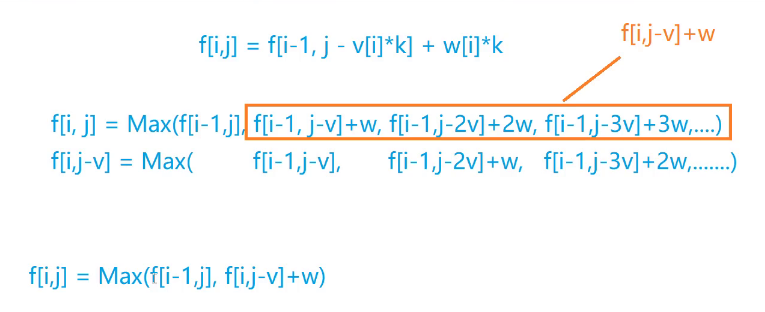 f[i,j] = f[i-1, j - v[i]*k] + w[i]*k
f[i,j-v]+w
f[i, j] = Max(f[i-1,j], f[i-1, j-v]+w, f[i-1,j-2v]+2w, f[i-1,j-3v]+3w,....)
f[i,j-v] = Max( f[i-1,j-v], f[i-1,j-2v]+w, f[i-1,j-3v]+2w,.......)
f[i,j] = Max(f[i-1,j], f[i,j-v]+w)